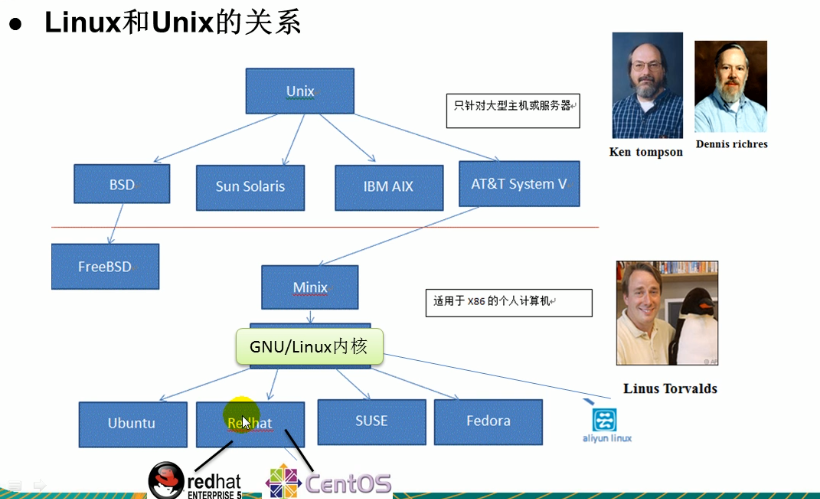 Linux和Unix的关系
Unix
只针对大型主机或服务器
Ken tompson
Dennis richres
BSD
Sun Solaris
IBM AIX
AT&T System V
FreeBSD
Minix
适用于 X86 的个人计算机
GNU/Linux内核
Linus Torvalds
Ubuntu
Redhat
SUSE
Fedora
aliyun linux
redhat
ENTERPRISE 5
CentOS